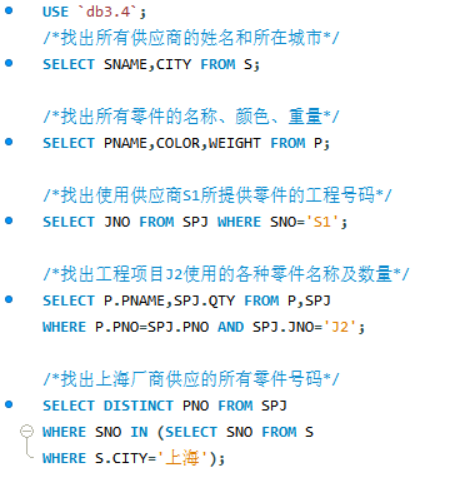 USE `db3.4`;
/*找出所有供应商的姓名和所在城市*/
SELECT SNAME,CITY FROM S;
/*找出所有零件的名称、颜色、重量*/
SELECT PNAME,COLOR,WEIGHT FROM P;
/*找出使用供应商S1所提供零件的工程号码*/
SELECT JNO FROM SPJ WHERE SNO='S1';
/*找出工程项目J2使用的各种零件名称及数量*/
SELECT P.PNAME,SPJ.QTY FROM P,SPJ
WHERE P.PNO=SPJ.PNO AND SPJ.JNO='J2';
/*找出上海厂商供应的所有零件号码*/
SELECT DISTINCT PNO FROM SPJ
WHERE SNO IN (SELECT SNO FROM S
WHERE S.CITY='上海');